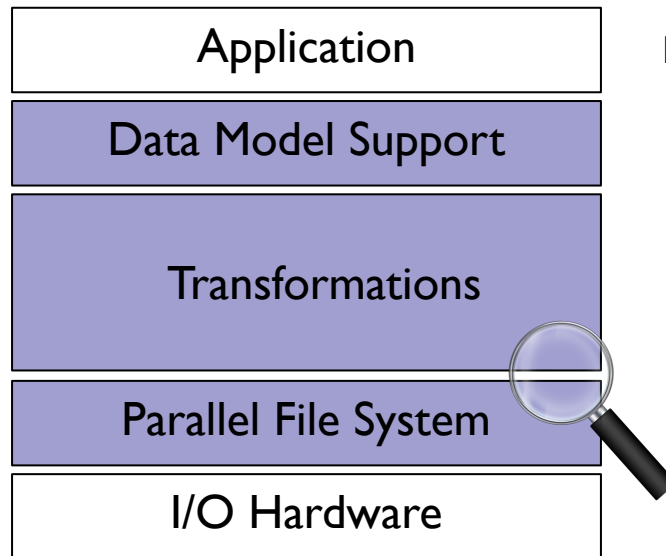 Application
Data Model Support
Transformations
Parallel File System
I/O Hardware